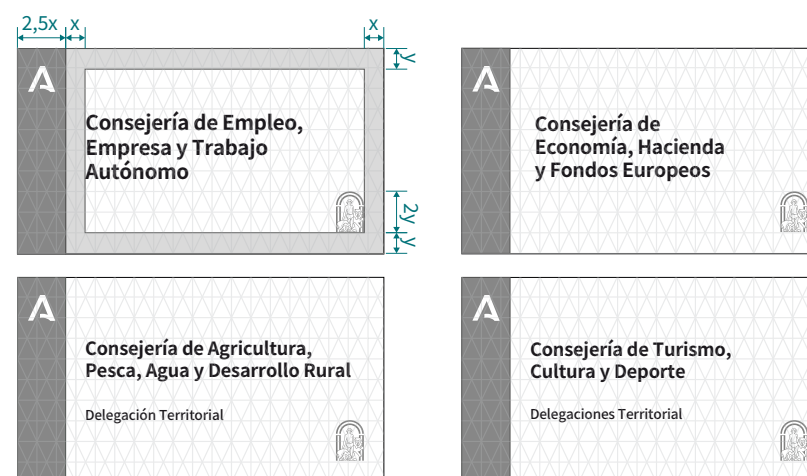 2,5x x x
y
Consejería de Empleo,
Empresa y Trabajo
Autónomo
2y
y
Consejería de
Economía, Hacienda
y Fondos Europeos
Consejería de Agricultura,
Pesca, Agua y Desarrollo Rural
Delegación Territorial
Consejería de Turismo,
Cultura y Deporte
Delegaciones Territorial